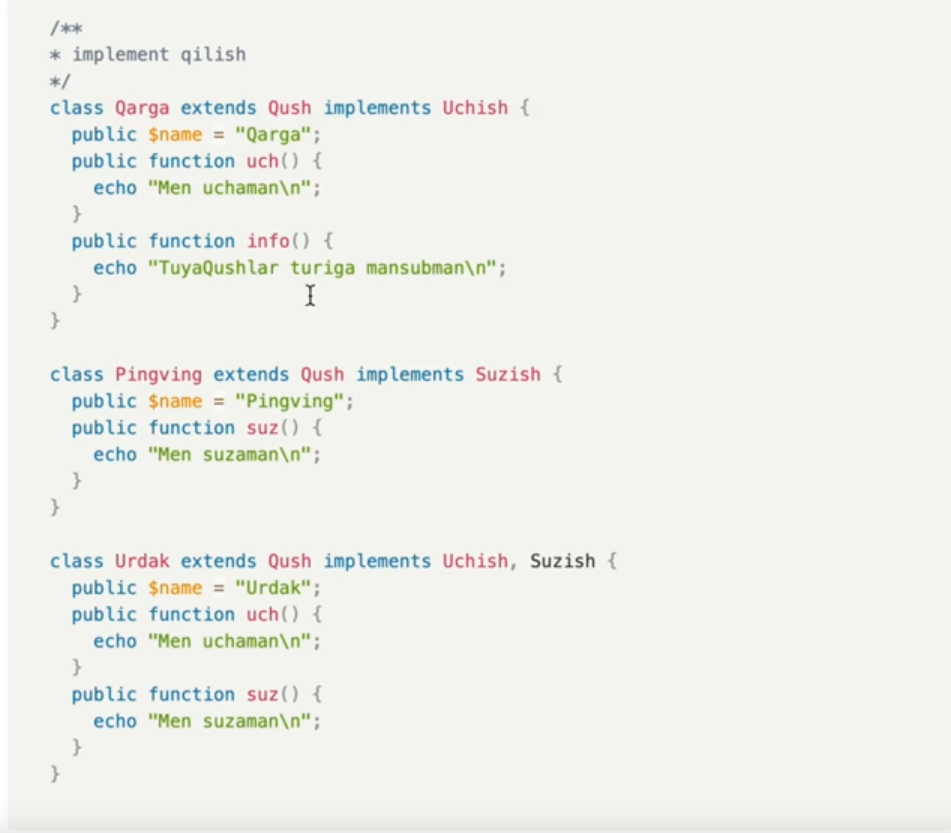 /**
* implement qilish
*/
class Qarga extends Qush implements Uchish {
  public $name = "Qarga";
  public function uch() {
    echo "Men uchaman\n";
  }
  public function info() {
    echo "TuyaQushlar turiga mansubman\n";
  }
}

class Pingving extends Qush implements Suzish {
  public $name = "Pingving";
  public function suz() {
    echo "Men suzaman\n";
  }
}

class Urdak extends Qush implements Uchish, Suzish {
  public $name = "Urdak";
  public function uch() {
    echo "Men uchaman\n";
  }
  public function suz() {
    echo "Men suzaman\n";
  }
}